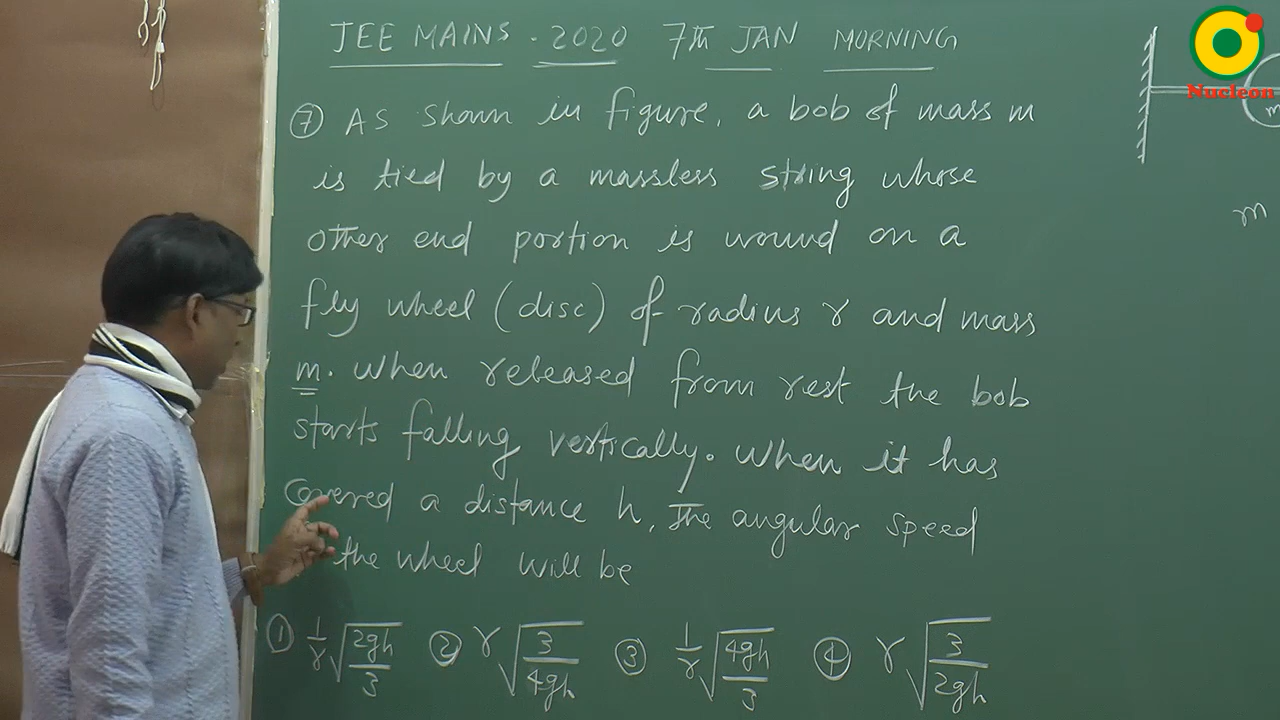 JEE MAINS. 2020 7th JAN MORNING
Nucleon
m
⑦ As shown in figure, a bob of mass m
is tied by a massless string whose
other end portion is wound on a
fly wheel (disc) of radius r and mass
m
m. When released from rest the bob
starts falling vertically. When it has
covered a distance h, The angular speed
the wheel will be
① 1/r √(2gh/3) ② r √(3/4gh) ③ 1/r √(4gh/3) ④ r √(3/2gh)